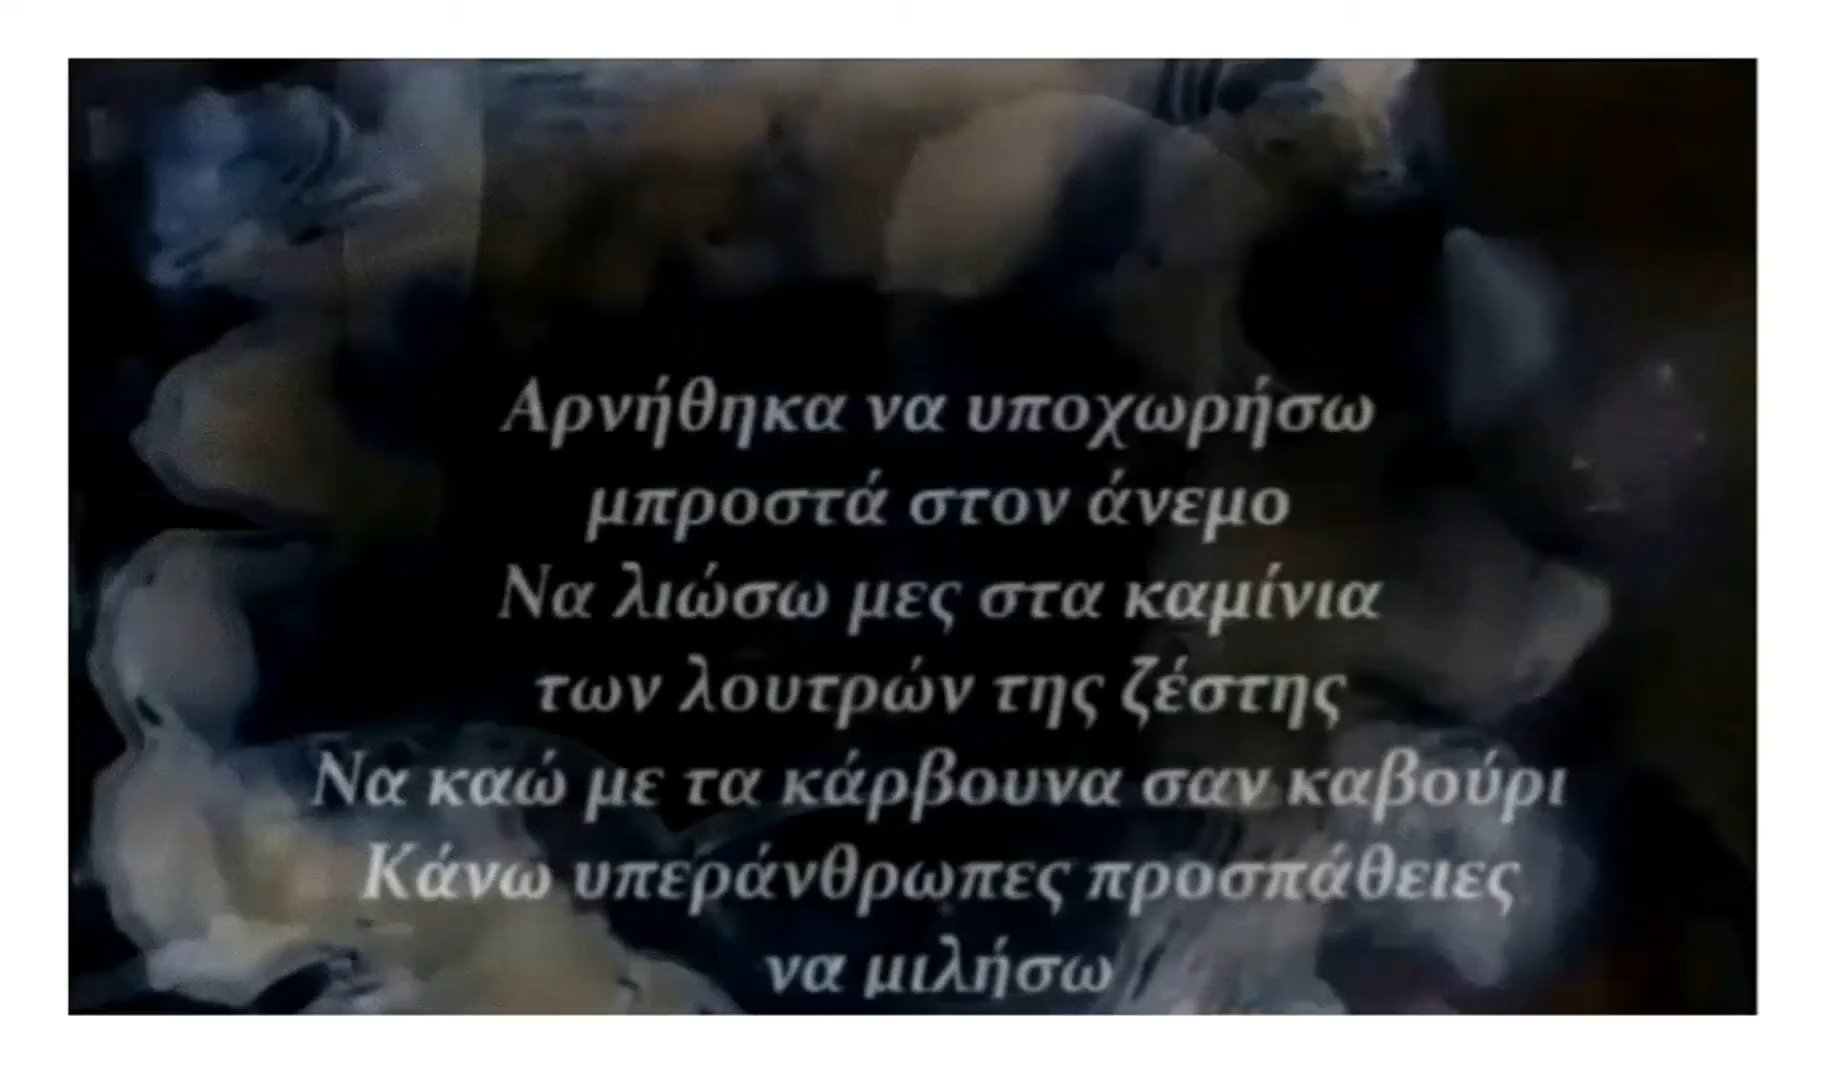 Αρνήθηκα να υποχωρήσω
μπροστά στον άνεμο
Να λιώσω μες στα καμίνια
των λουτρών της ζέστης
Να καώ με τα κάρβουνα σαν καβούρι
Κάνω υπεράνθρωπες προσπάθειες
να μιλήσω